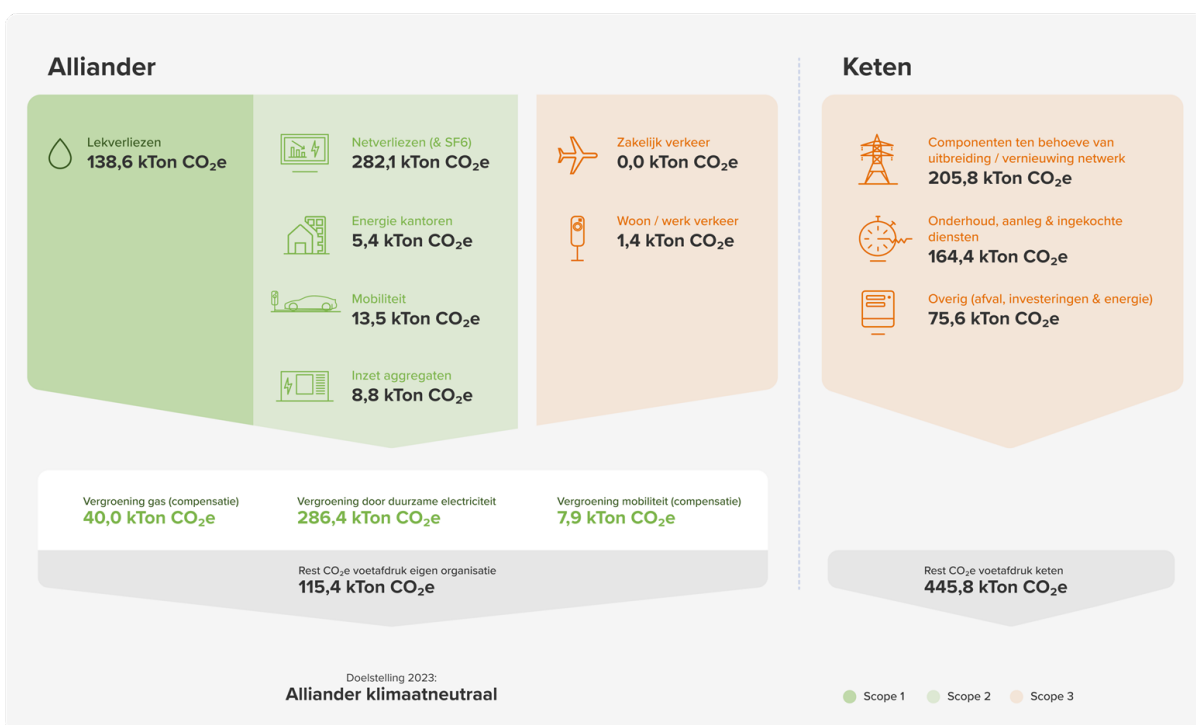 Alliander
Lekverliezen
138,6 kTon CO₂e
Netverliezen (& SF6)
282,1 kTon CO₂e
Energie kantoren
5,4 kTon CO₂e
Mobiliteit
13,5 kTon CO₂e
Inzet aggregaten
8,8 kTon CO₂e
Zakelijk verkeer
0,0 kTon CO₂e
Woon / werk verkeer
1,4 kTon CO₂e
Vergroening gas (compensatie)
40,0 kTon CO₂e
Vergroening door duurzame electriciteit
286,4 kTon CO₂e
Vergroening mobiliteit (compensatie)
7,9 kTon CO₂e
Rest CO₂e voetafdruk eigen organisatie
115,4 kTon CO₂e
Doelstelling 2023:
Alliander klimaatneutraal
Keten
Componenten ten behoeve van
uitbreiding / vernieuwing netwerk
205,8 kTon CO₂e
Onderhoud, aanleg & ingekochte
diensten
164,4 kTon CO₂e
Overig (afval, investeringen & energie)
75,6 kTon CO₂e
Rest CO₂e voetafdruk keten
445,8 kTon CO₂e
Scope 1
Scope 2
Scope 3